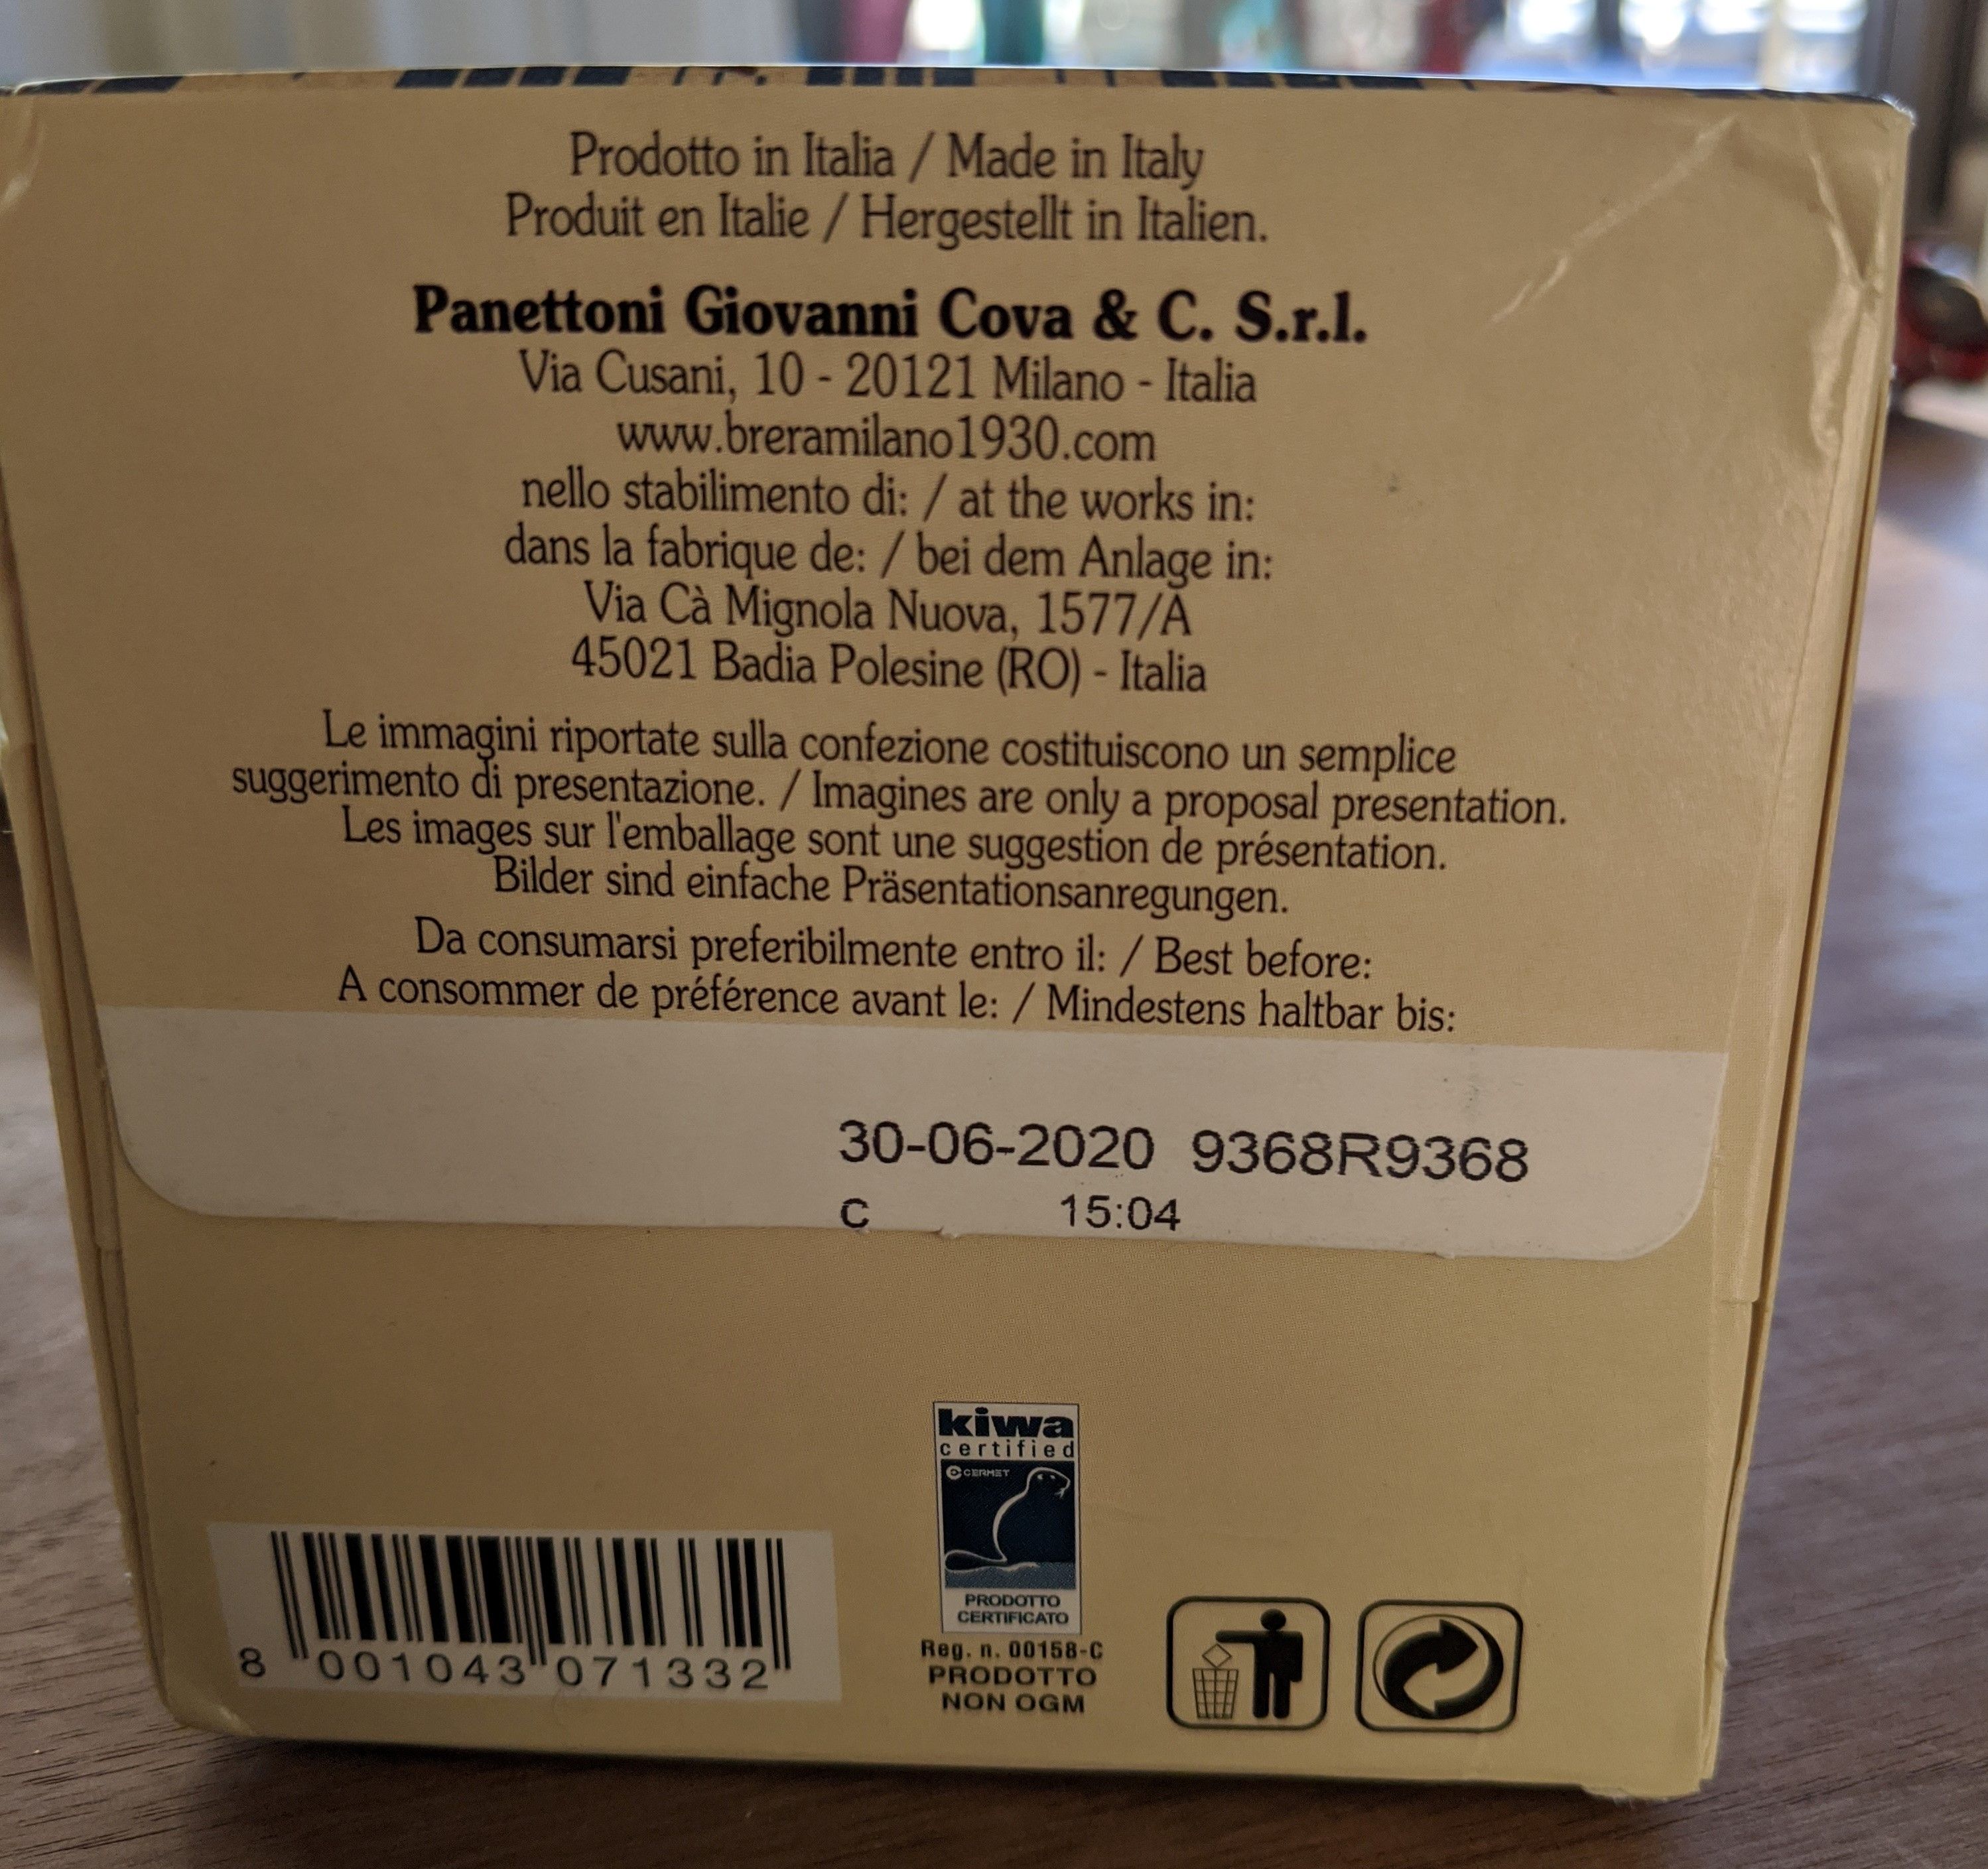 Prodotto in Italia / Made in Italy
Produit en Italie / Hergestellt in Italien.
Panettoni Giovanni Cova & C. S.r.l.
Via Cusani, 10 - 20121 Milano - Italia
www.breramilano1930.com
nello stabilimento di: / at the works in:
dans la fabrique de: / bei dem Anlage in:
Via Cà Mignola Nuova, 1577/A
45021 Badia Polesine (RO) - Italia
Le immagini riportate sulla confezione costituiscono un semplice
suggerimento di presentazione. / Imagines are only a proposal presentation.
Les images sur l'emballage sont une suggestion de présentation.
Bilder sind einfache Präsentationsanregungen.
Da consumarsi preferibilmente entro il: / Best before:
A consommer de préférence avant le: / Mindestens haltbar bis:
30-06-2020 9368R9368
C 15:04
kiwa
certified
CERMET
PRODOTTO
CERTIFICATO
Reg. n. 00158-C
PRODOTTO
NON OGM
8 001043 071332